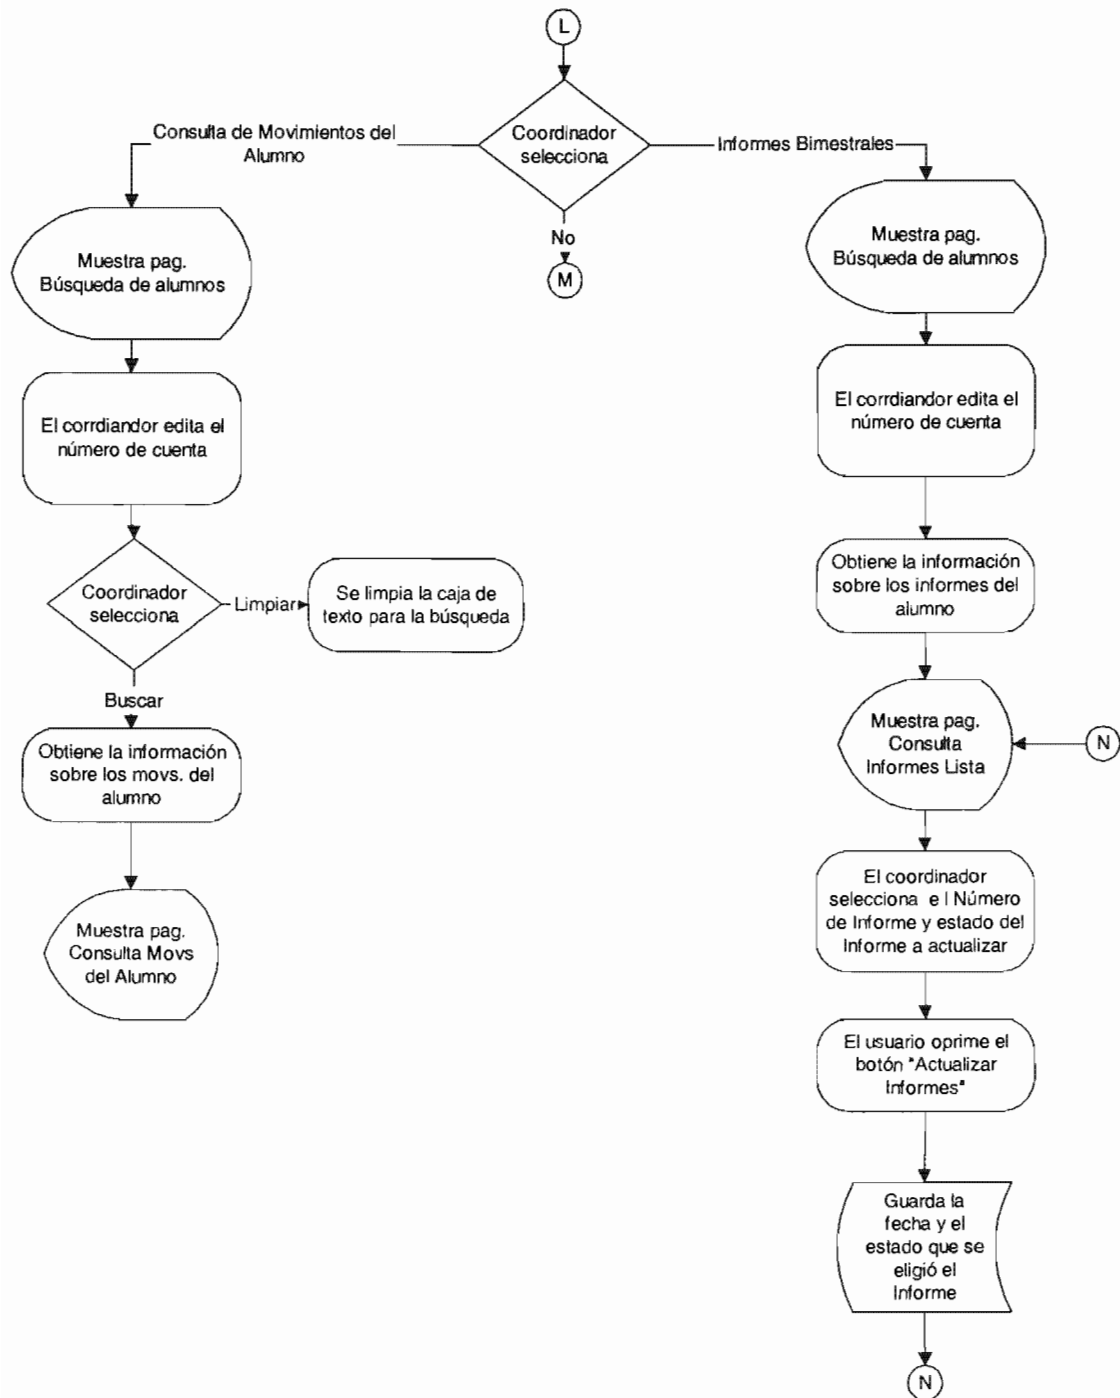 L
Coordinador
selecciona
Consulta de Movimientos del
Alumno
Informes Bimestrales
No
M
Muestra pag.
Búsqueda de alumnos
El corrdiandor edita el
número de cuenta
Coordinador
selecciona
Limpiar
Se limpia la caja de
texto para la búsqueda
Buscar
Obtiene la información
sobre los movs. del
alumno
Muestra pag.
Consulta Movs
del Alumno
Muestra pag.
Búsqueda de alumnos
El corrdiandor edita el
número de cuenta
Obtiene la información
sobre los informes del
alumno
Muestra pag.
Consulta
Informes Lista
N
El coordinador
selecciona e l Número
de Informe y estado del
Informe a actualizar
El usuario oprime el
botón "Actualizar
Informes"
Guarda la
fecha y el
estado que se
eligió el
Informe
N